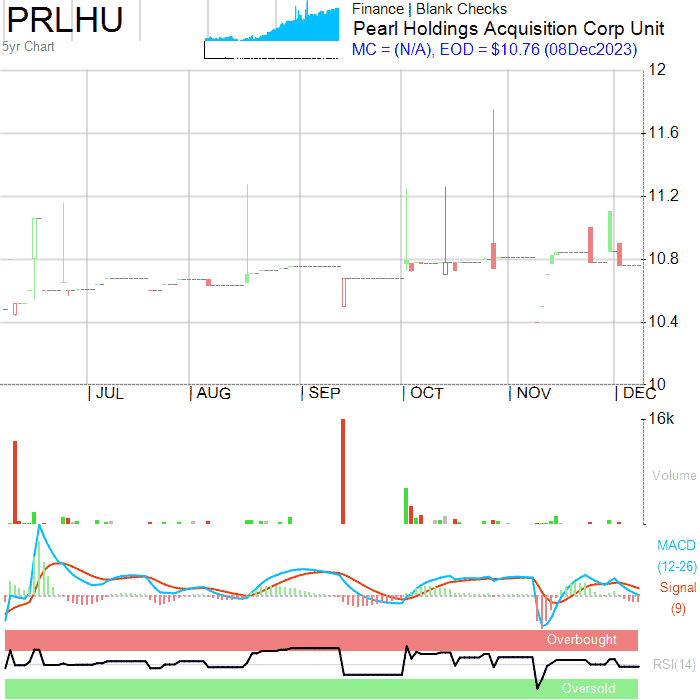 PRLHU
5yr Chart
Finance | Blank Checks
Pearl Holdings Acquisition Corp Unit
MC = (N/A), EOD = $10.76 (08Dec2023)
12
11.6
11.2
10.8
10.4
10
JUL AUG SEP OCT NOV DEC
16k
Volume
MACD
(12-26)
Signal
(9)
Overbought
RSI(14)
Oversold